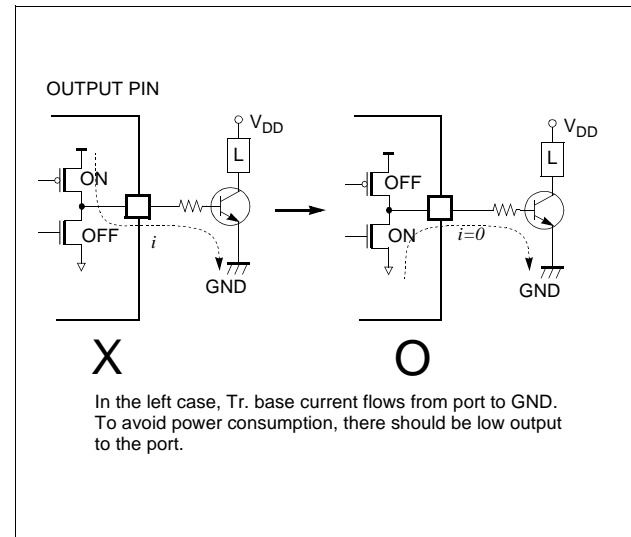 OUTPUT PIN
VDD
L
ON
OFF
i
GND
X
VDD
L
OFF
ON
i=0
GND
O
In the left case, Tr. base current flows from port to GND.
To avoid power consumption, there should be low output
to the port.